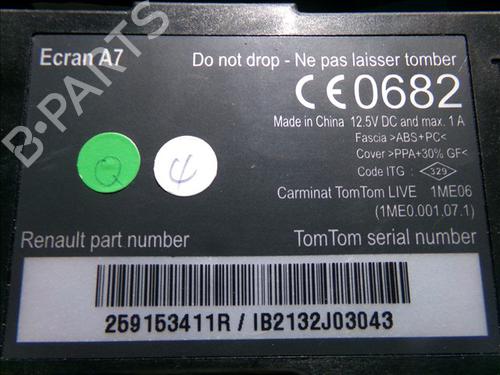 Ecran A7
Do not drop - Ne pas laisser tomber
CE0682
Made in China 12.5V DC and max. 1 A
Fascia >ABS+PC<
Cover >PPA+30% GF<
Code ITG : 329
Carminat TomTom LIVE 1ME06
(1ME0.001.07.1)
Q
4
Renault part number
TomTom serial number
259153411R / IB2132J03043
B-PARTS